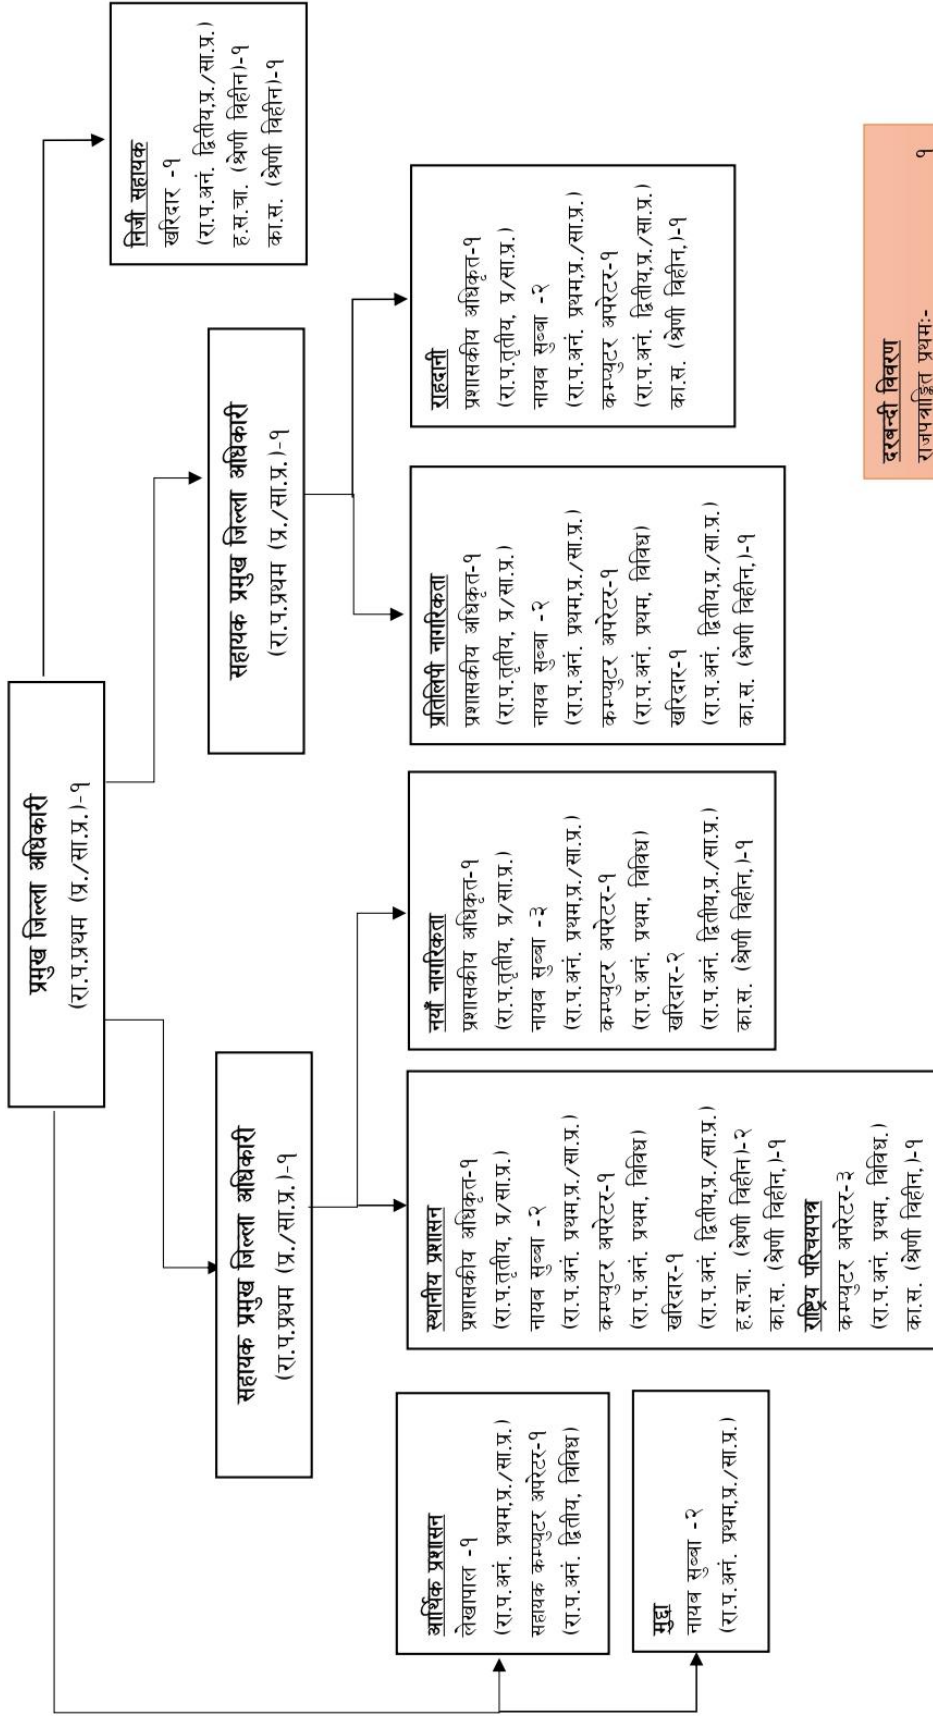 प्रमुख जिल्ला अधिकारी
(रा.प.प्रथम (प्र./सा.प्र.)-१
निजी सहायक
खरिदार -१
(रा.प.अनं. द्वितीय,प्र./सा.प्र.)
ह.स.चा. (श्रेणी विहीन)-१
का.स. (श्रेणी विहीन)-१
सहायक प्रमुख जिल्ला अधिकारी
(रा.प.प्रथम (प्र./सा.प्र.)-१
सहायक प्रमुख जिल्ला अधिकारी
(रा.प.प्रथम (प्र./सा.प्र.)-१
आर्थिक प्रशासन
लेखापाल -१
(रा.प.अनं. प्रथम,प्र./सा.प्र.)
सहायक कम्प्युटर अपरेटर-१
(रा.प.अनं. द्वितीय, विविध)
मुद्दा
नायब सुब्बा -२
(रा.प.अनं. प्रथम,प्र./सा.प्र.)
स्थानीय प्रशासन
प्रशासकीय अधिकृत-१
(रा.प.तृतीय, प्र/सा.प्र.)
नायब सुब्बा -२
(रा.प.अनं. प्रथम,प्र./सा.प्र.)
कम्प्युटर अपरेटर-१
(रा.प.अनं. प्रथम, विविध)
खरिदार-१
(रा.प.अनं. द्वितीय,प्र./सा.प्र.)
ह.स.चा. (श्रेणी विहीन)-२
का.स. (श्रेणी विहीन,)-१
राष्ट्रिय परिचयपत्र
कम्प्युटर अपरेटर-३
(रा.प.अनं. प्रथम, विविध.)
का.स. (श्रेणी विहीन,)-१
नयाँ नागरिकता
प्रशासकीय अधिकृत-१
(रा.प.तृतीय, प्र/सा.प्र.)
नायब सुब्बा -३
(रा.प.अनं. प्रथम,प्र./सा.प्र.)
कम्प्युटर अपरेटर-१
(रा.प.अनं. प्रथम, विविध)
खरिदार-२
(रा.प.अनं. द्वितीय,प्र./सा.प्र.)
का.स. (श्रेणी विहीन,)-१
प्रतिलिपी नागरिकता
प्रशासकीय अधिकृत-१
(रा.प.तृतीय, प्र/सा.प्र.)
नायब सुब्बा -२
(रा.प.अनं. प्रथम,प्र./सा.प्र.)
कम्प्युटर अपरेटर-१
(रा.प.अनं. प्रथम, विविध)
खरिदार-१
(रा.प.अनं. द्वितीय,प्र./सा.प्र.)
का.स. (श्रेणी विहीन,)-१
राहदानी
प्रशासकीय अधिकृत-१
(रा.प.तृतीय, प्र/सा.प्र.)
नायब सुब्बा -२
(रा.प.अनं. प्रथम,प्र./सा.प्र.)
कम्प्युटर अपरेटर-१
(रा.प.अनं. द्वितीय,प्र./सा.प्र.)
का.स. (श्रेणी विहीन,)-१
दरबन्दी विवरण
राजपत्राङ्कित प्रथम:- १